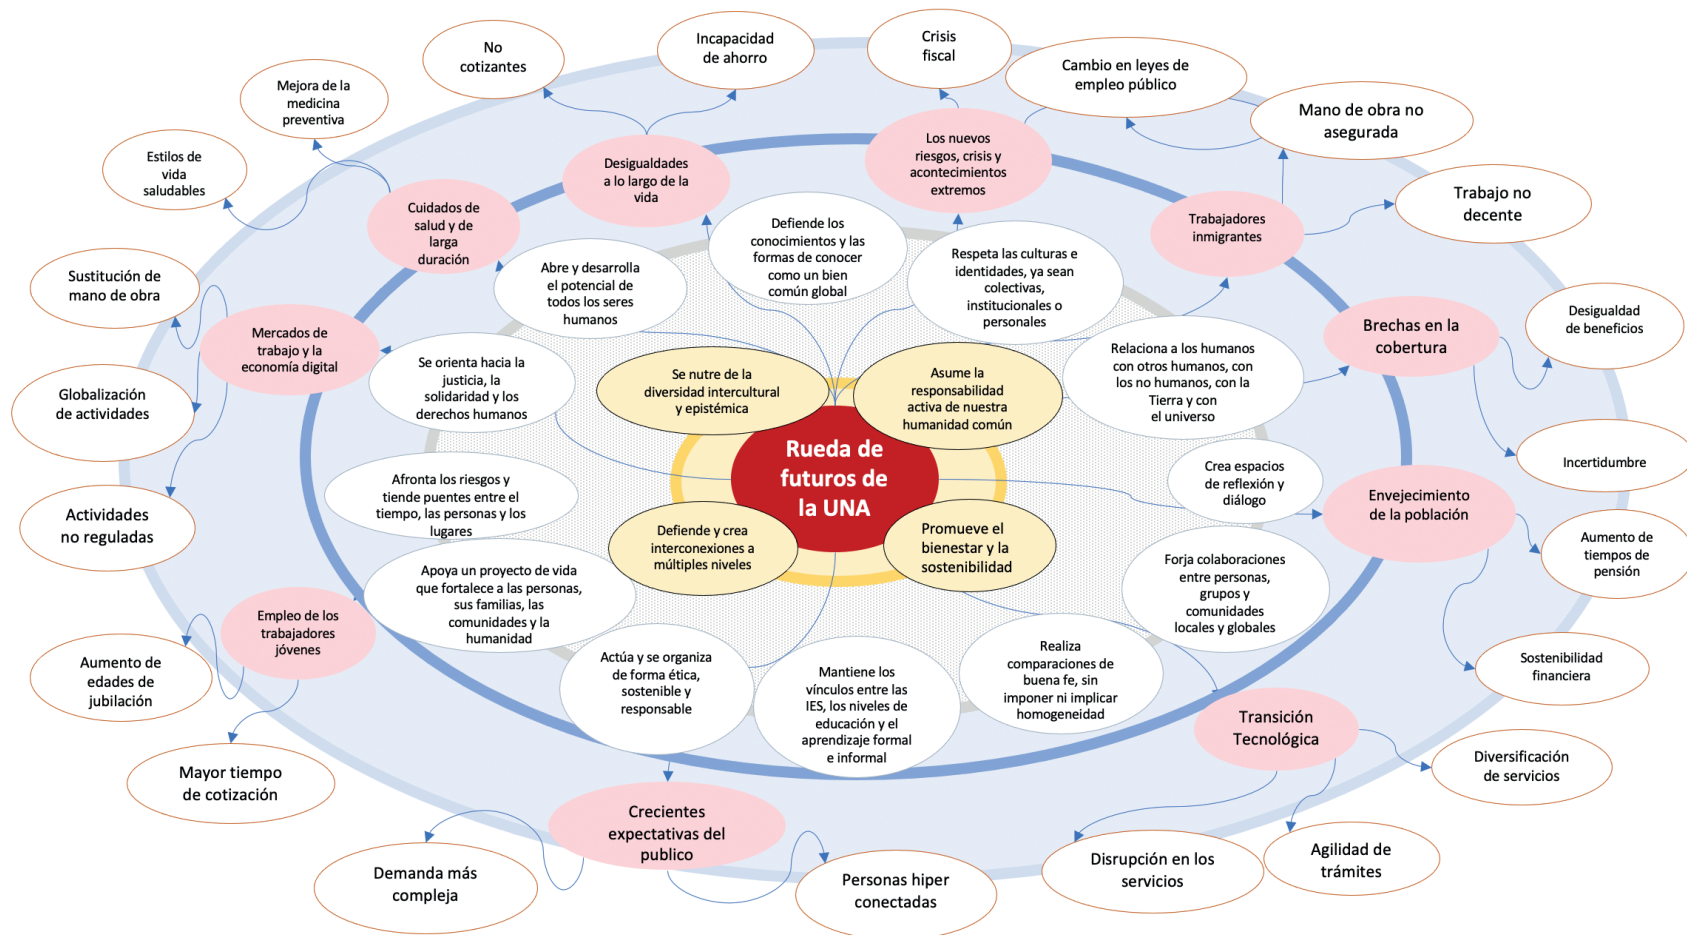 No
cotizantes
Incapacidad
de ahorro
Crisis
fiscal
Cambio en leyes de
empleo público
Mano de obra no
asegurada
Mejora de la
medicina
preventiva
Estilos de
vida
saludables
Desigualdades
a lo largo de la
vida
Los nuevos
riesgos, crisis y
acontecimientos
extremos
Trabajo no
decente
Cuidados de
salud y de
larga
duración
Trabajadores
inmigrantes
Defiende los
conocimientos y las
formas de conocer
como un bien
común global
Respeta las culturas e
identidades, ya sean
colectivas,
institucionales o
personales
Abre y desarrolla
el potencial de
todos los seres
humanos
Sustitución de
mano de obra
Desigualdad
de beneficios
Mercados de
trabajo y la
economía digital
Brechas en la
cobertura
Se orienta hacia la
justicia, la
solidaridad y los
derechos humanos
Relaciona a los humanos
con otros humanos, con
los no humanos, con la
Tierra y con
el universo
Se nutre de la
diversidad intercultural
y epistémica
Asume la
responsabilidad
activa de nuestra
humanidad común
Globalización
de actividades
Rueda de
futuros de
la UNA
Crea espacios
de reflexión y
diálogo
Incertidumbre
Afronta los riesgos y
tiende puentes entre el
tiempo, las personas y los
lugares
Envejecimiento
de la población
Actividades
no reguladas
Defiende y crea
interconexiones a
múltiples niveles
Promueve el
bienestar y la
sostenibilidad
Aumento de
tiempos de
pensión
Apoya un proyecto de vida
que fortalece a las personas,
sus familias, las
comunidades y la
humanidad
Forja colaboraciones
entre personas,
grupos y
comunidades
locales y globales
Empleo de los
trabajadores
jóvenes
Aumento de
edades de
jubilación
Actúa y se organiza
de forma ética,
sostenible y
responsable
Mantiene los
vínculos entre las
IES, los niveles de
educación y el
aprendizaje formal
e informal
Realiza
comparaciones de
buena fe, sin
imponer ni implicar
homogeneidad
Sostenibilidad
financiera
Transición
Tecnológica
Mayor tiempo
de cotización
Diversificación
de servicios
Crecientes
expectativas del
publico
Demanda más
compleja
Personas hiper
conectadas
Disrupción en los
servicios
Agilidad de
trámites